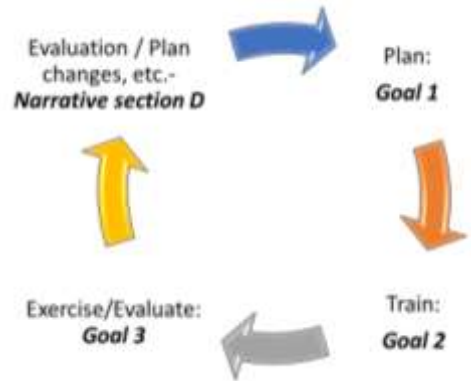 Evaluation / Plan
changes, etc.-
Narrative section D
Plan:
Goal 1
Train:
Goal 2
Exercise/Evaluate:
Goal 3